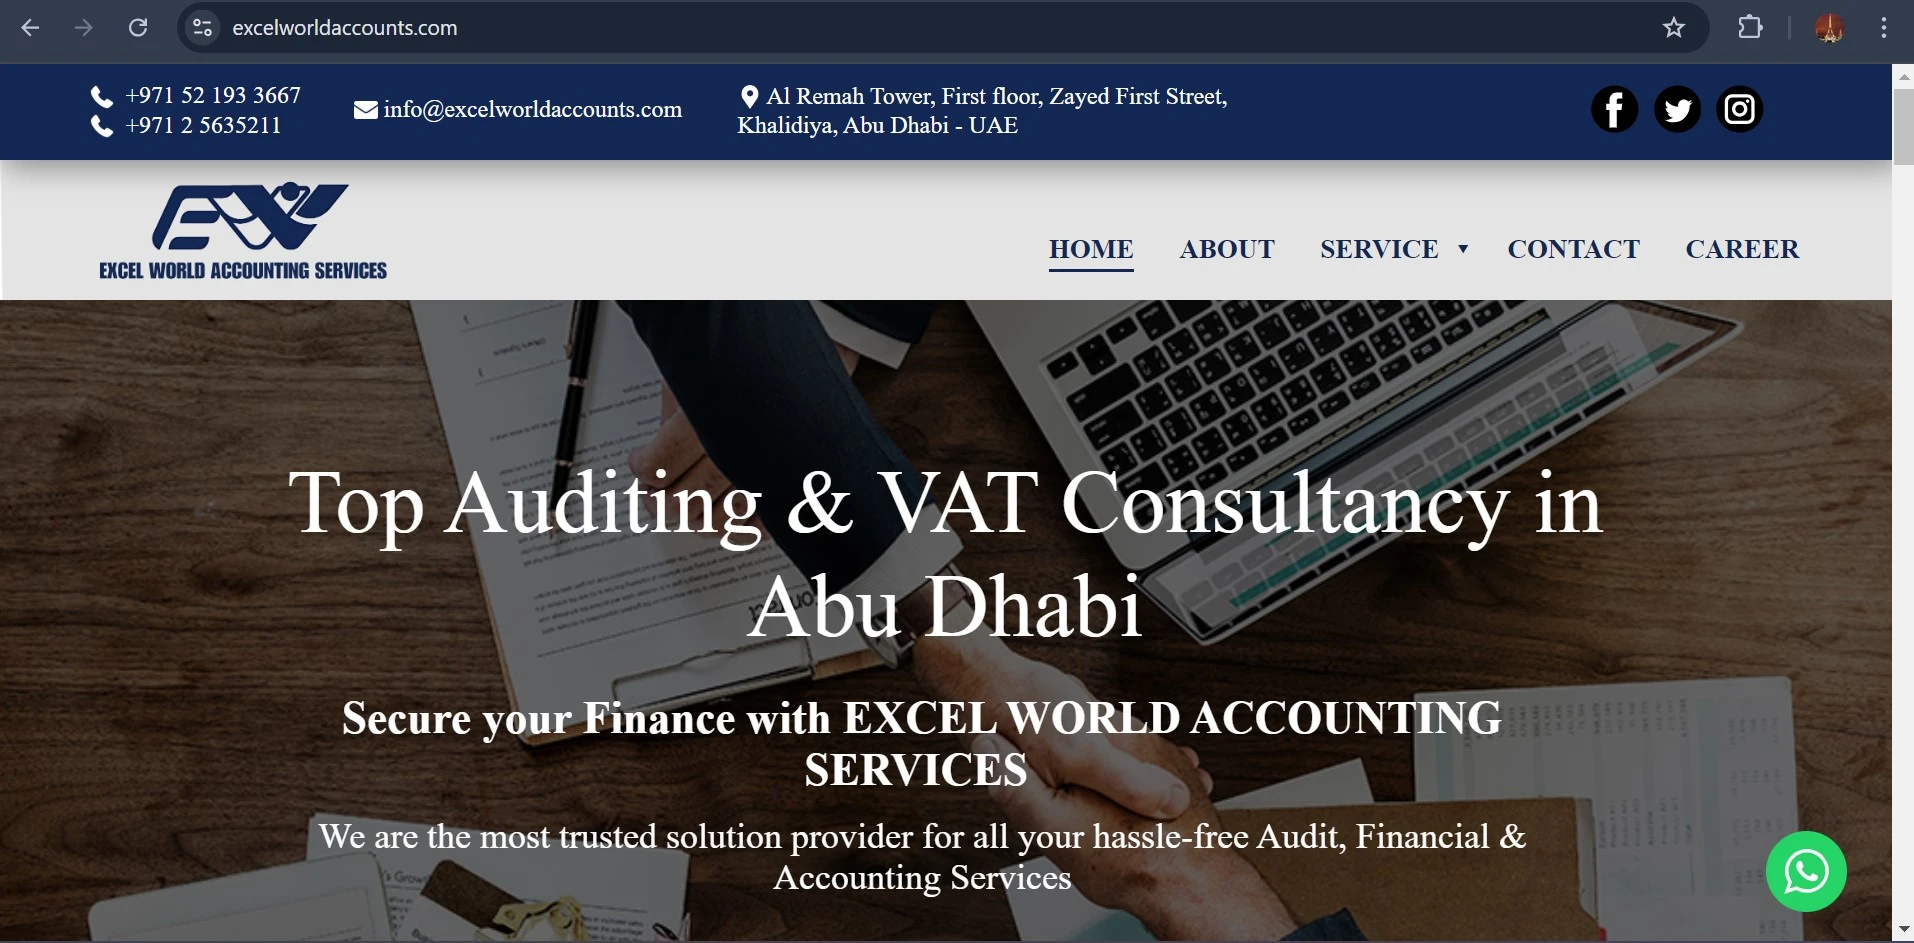 excelworldaccounts.com
+971 52 193 3667
+971 2 5635211
info@excelworldaccounts.com
Al Remah Tower, First floor, Zayed First Street,
Khalidiya, Abu Dhabi - UAE
EW
EXCEL WORLD ACCOUNTING SERVICES
HOME
ABOUT
SERVICE
CONTACT
CAREER
Top Auditing & VAT Consultancy in
Abu Dhabi
Secure your Finance with EXCEL WORLD ACCOUNTING
SERVICES
We are the most trusted solution provider for all your hassle-free Audit, Financial &
Accounting Services